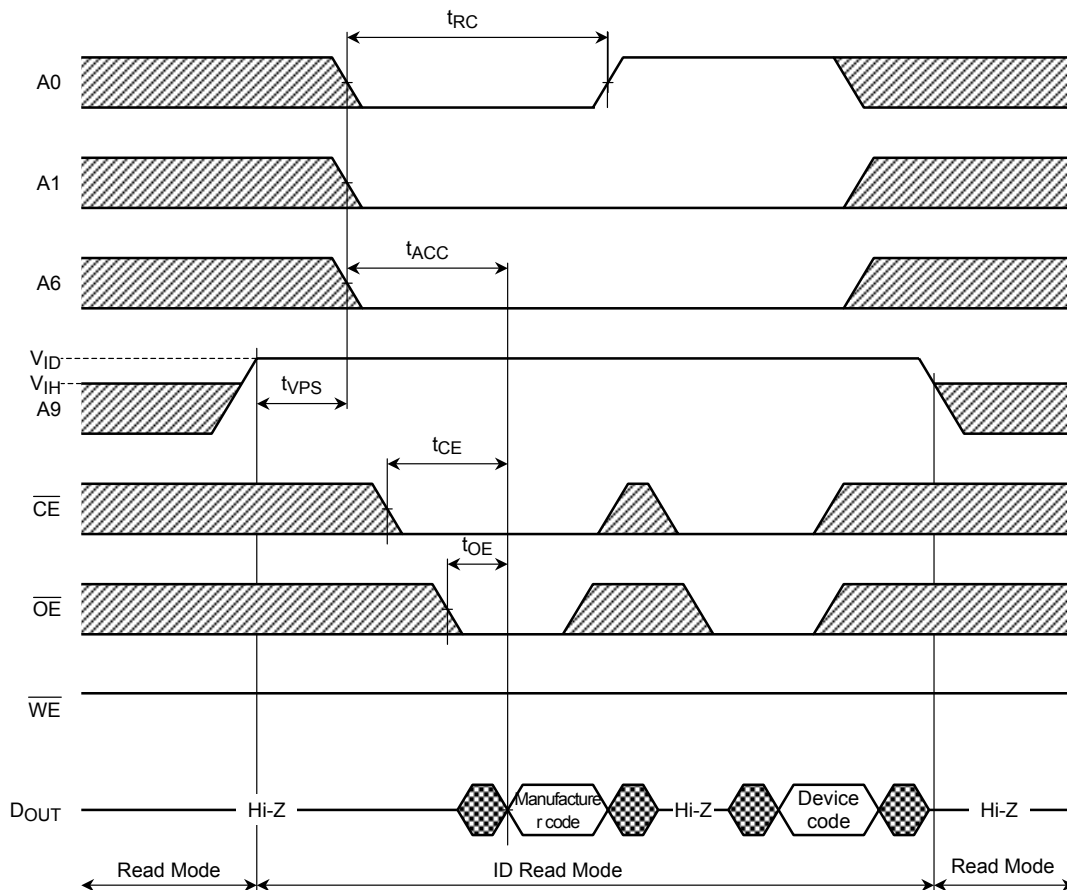 tRC
A0
A1
tACC
A6
VID
VIH
tVPS
A9
tCE
CE
tOE
OE
WE
DOUT
Hi-Z
Manufacture
r code
Hi-Z
Device
code
Hi-Z
Read Mode
ID Read Mode
Read Mode